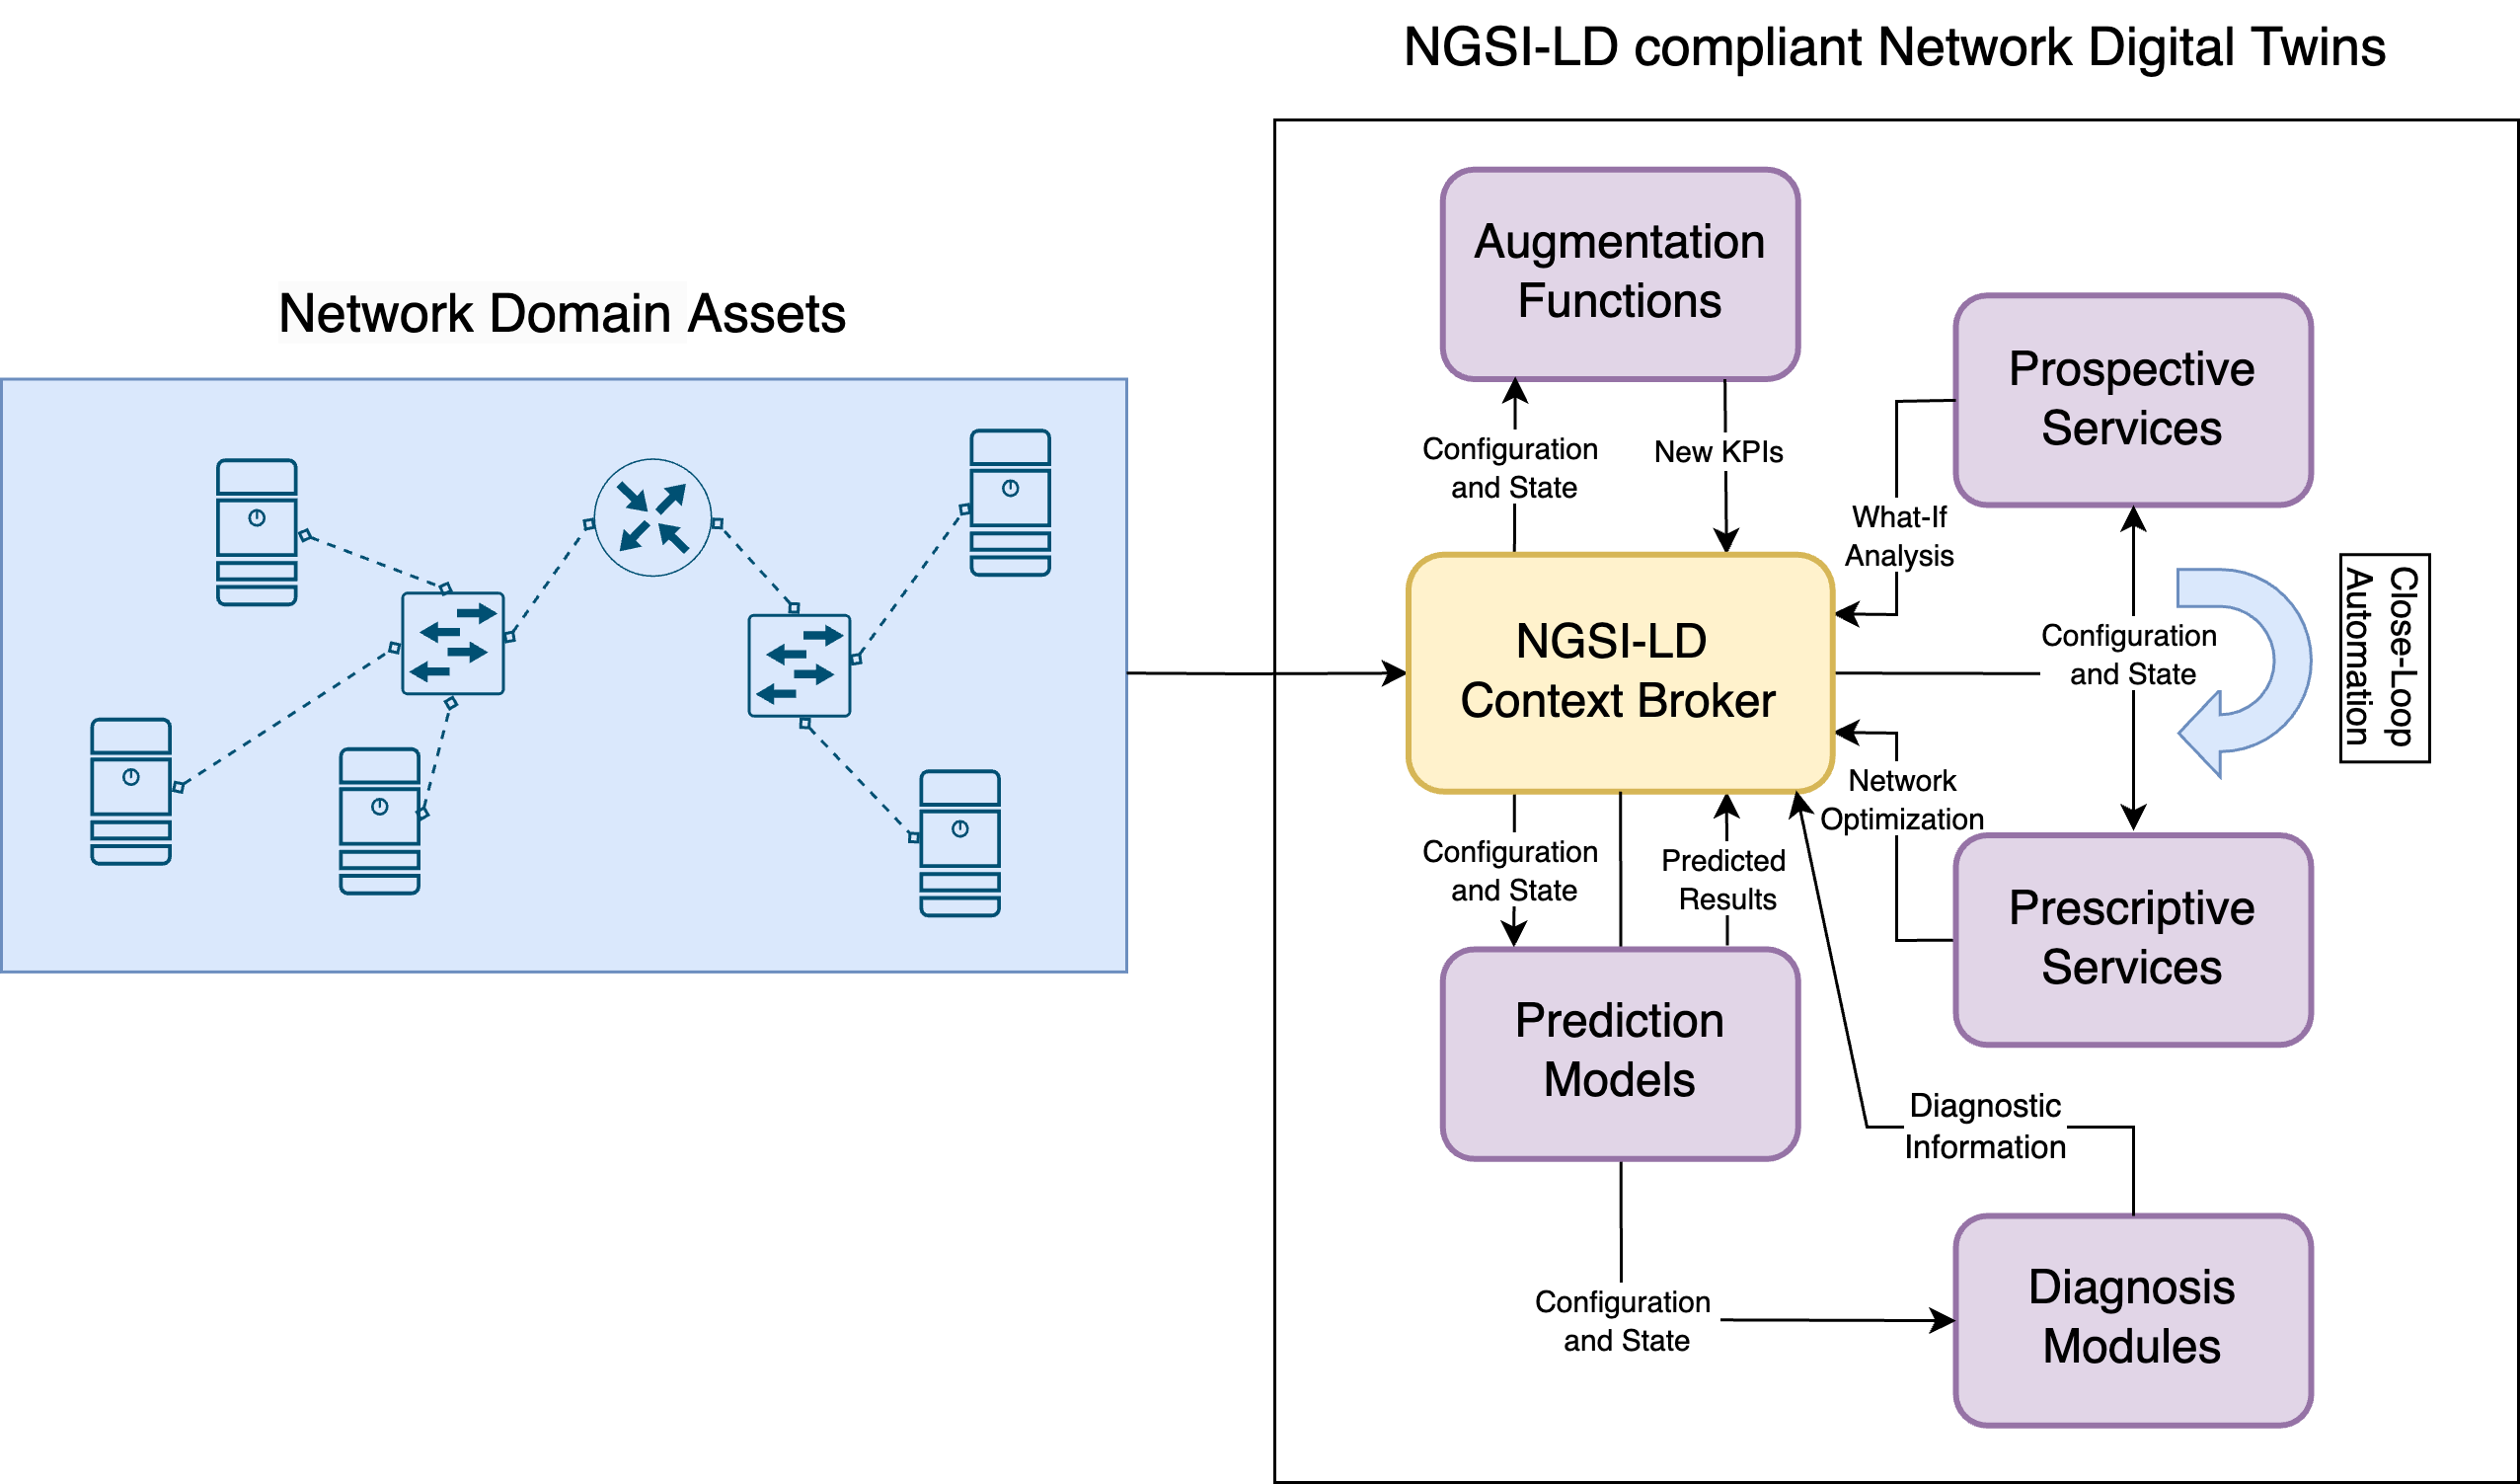 NGSI-LD compliant Network Digital Twins
Network Domain Assets
Augmentation
Functions
Prospective
Services
Configuration
and State
New KPIs
What-If
Analysis
NGSI-LD
Context Broker
Configuration
and State
Close-Loop
Automation
Network
Optimization
Configuration
and State
Predicted
Results
Prescriptive
Services
Prediction
Models
Diagnostic
Information
Configuration
and State
Diagnosis
Modules